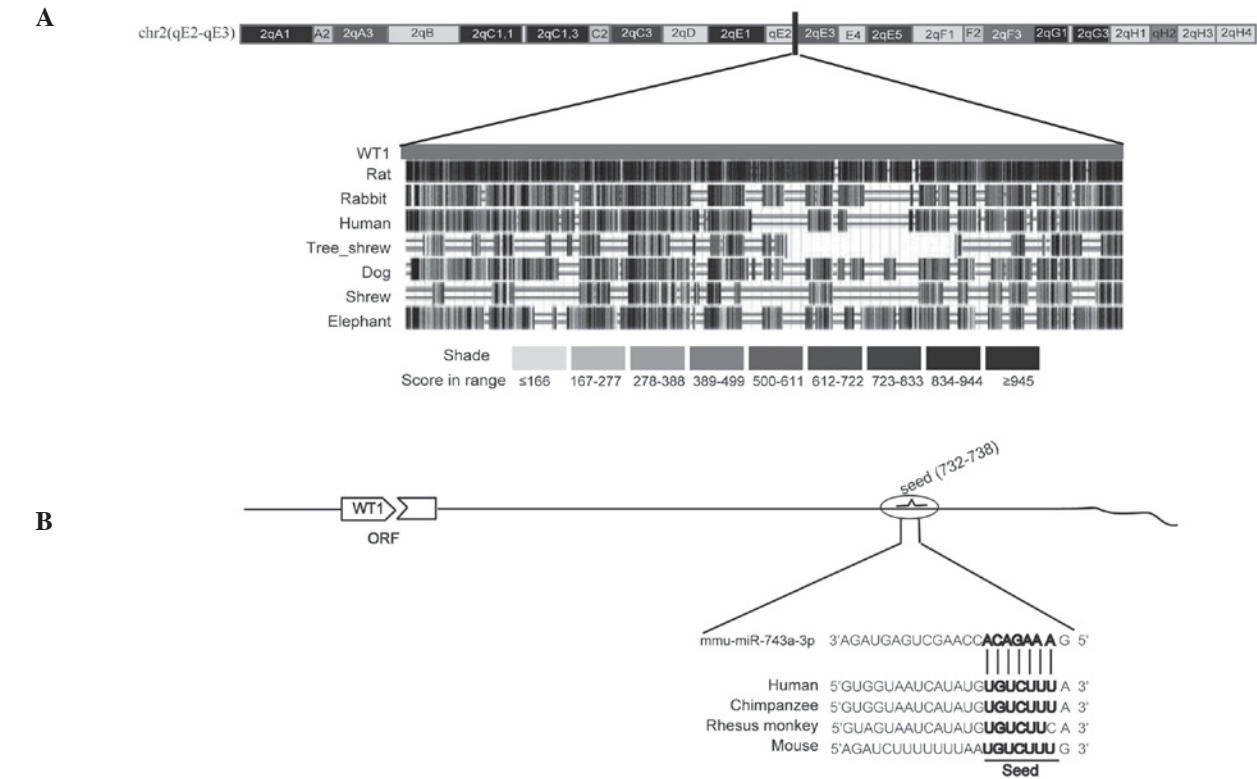 A
chr2(qE2-qE3) 2qA1 A2 2qA3 2qB 2qC1,1 2qC1,3 C2 2qC3 2qD 2qE1 qE2 2qE3 E4 2qE5 2qF1 F2 2qF3 2qG1 2qG3 2qH1 qH2 2qH3 2qH4
WT1
Rat
Rabbit
Human
Tree_shrew
Dog
Shrew
Elephant
Shade
Score in range ≤166 167-277 278-388 389-499 500-611 612-722 723-833 834-944 ≥945
seed (732-738)
B
WT1
ORF
mmu-miR-743a-3p 3'AGAUGAGUCGAACCACAGAAAG 5'
Human 5'GUGGUAAUCAUAUGUGUCUUUA 3'
Chimpanzee 5'GUGGUAAUCAUAUGUGUCUUUA 3'
Rhesus monkey 5'GUAGUAAUCAUAUGUGUCUUCA 3'
Mouse 5'AGAUCUUUUUUUAAUGUCUUUG 3'
Seed